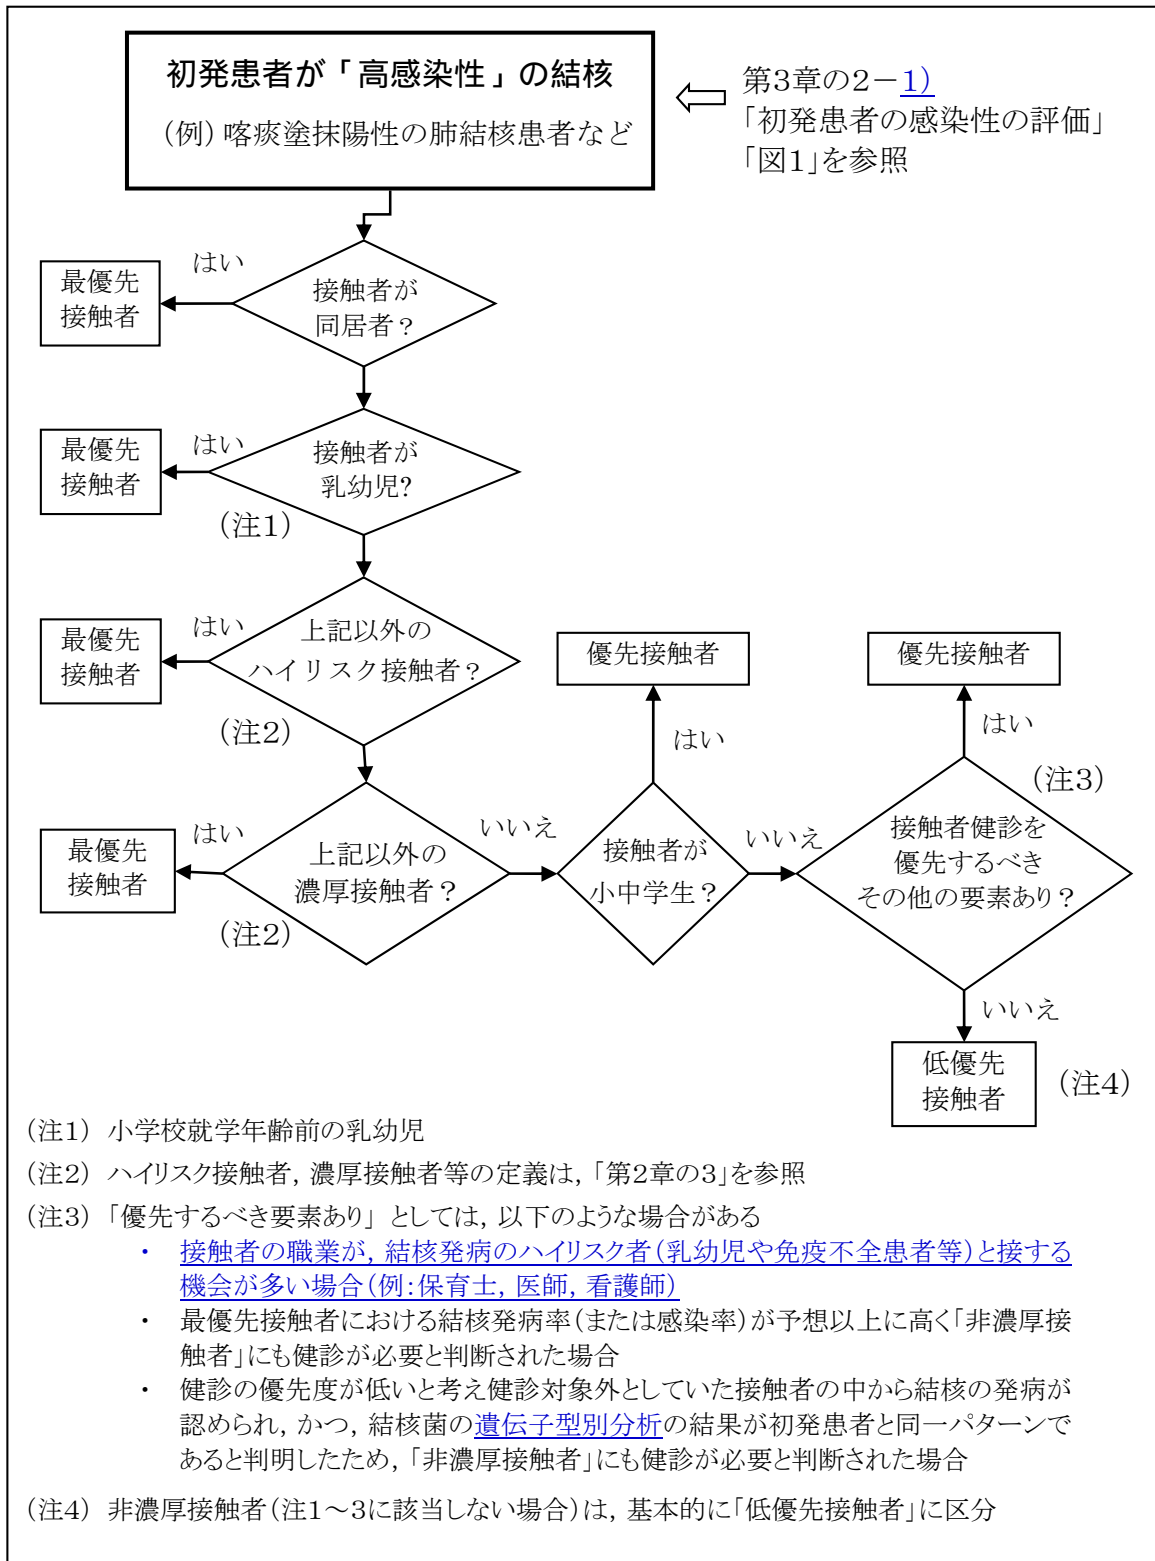 初発患者が「高感染性」の結核
(例)喀痰塗抹陽性の肺結核患者など
第3章の2-1)
「初発患者の感染性の評価」
「図1」を参照
はい
最優先
接触者
接触者が
同居者?
はい
最優先
接触者
接触者が
乳幼児?
(注1)
はい
最優先
接触者
上記以外の
ハイリスク接触者?
(注2)
優先接触者
はい
優先接触者
はい
はい
最優先
接触者
上記以外の
濃厚接触者?
(注2)
いいえ
接触者が
小中学生?
いいえ
(注3)
接触者健診を
優先するべき
その他の要素あり?
いいえ
低優先
接触者
(注4)
(注1) 小学校就学年齢前の乳幼児
(注2) ハイリスク接触者,濃厚接触者等の定義は,「第2章の3」を参照
(注3)「優先するべき要素あり」 としては,以下のような場合がある
・ 接触者の職業が,結核発病のハイリスク者(乳幼児や免疫不全患者等)と接する
機会が多い場合(例:保育士,医師,看護師)
・ 最優先接触者における結核発病率(または感染率)が予想以上に高く「非濃厚接
触者」にも健診が必要と判断された場合
・ 健診の優先度が低いと考え健診対象外としていた接触者の中から結核の発病が
認められ,かつ,結核菌の遺伝子型別分析の結果が初発患者と同一パターンで
あると判明したため,「非濃厚接触者」にも健診が必要と判断された場合
(注4) 非濃厚接触者(注1~3に該当しない場合)は,基本的に「低優先接触者」に区分